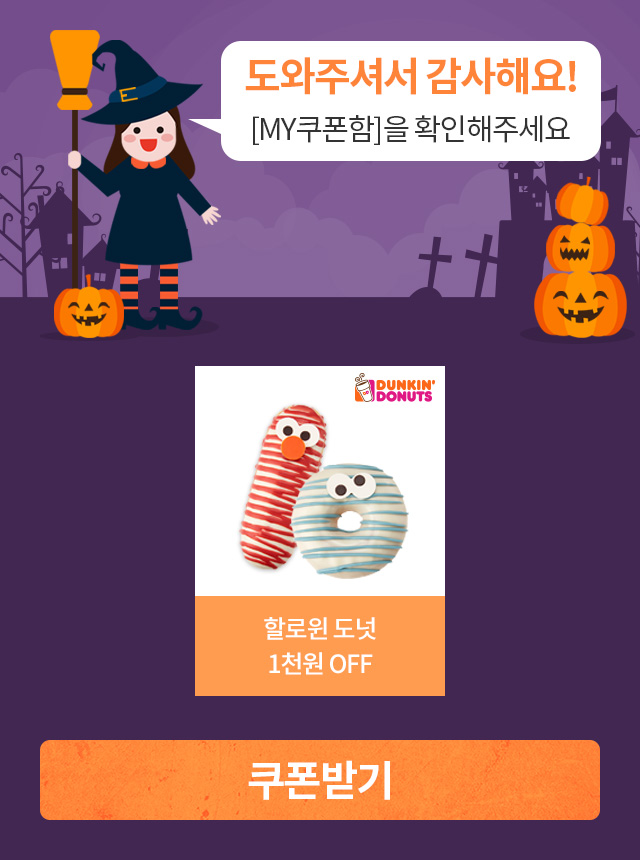 도와주셔서 감사해요!
[MY쿠폰함]을 확인해주세요
DUNKIN'
DONUTS
할로윈 도넛
1천원 OFF
쿠폰받기